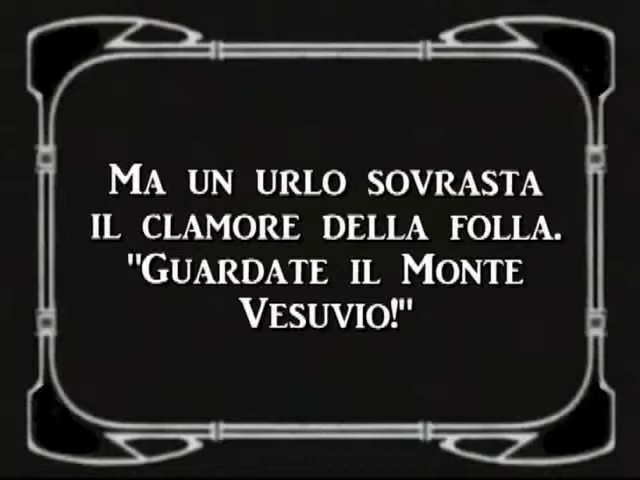 Ma un urlo sovrasta
il clamore della folla.
"Guardate il Monte
Vesuvio!"